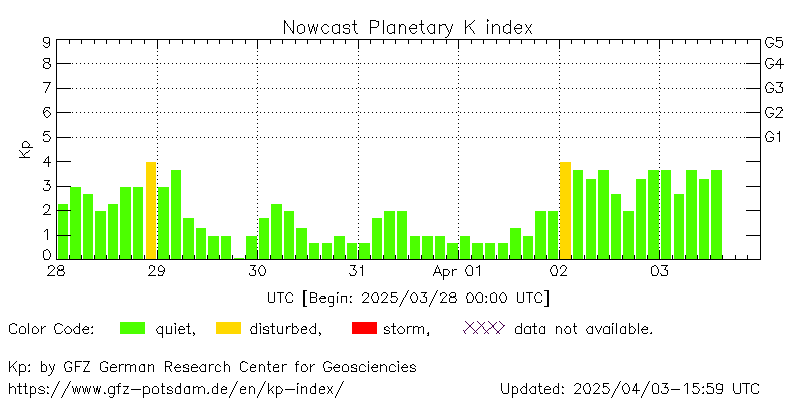 Nowcast Planetary K index
9 G5
8 G4
7 G3
6 G2
5 G1
4
3
2
1
0
Kp
28 29 30 31 Apr 01 02 03
UTC [Begin: 2025/03/28 00:00 UTC]
Color Code: quiet, disturbed, storm, data not available.
Kp: by GFZ German Research Center for Geosciencies
https://www.gfz-potsdam.de/en/kp-index/ Updated: 2025/04/03-15:59 UTC